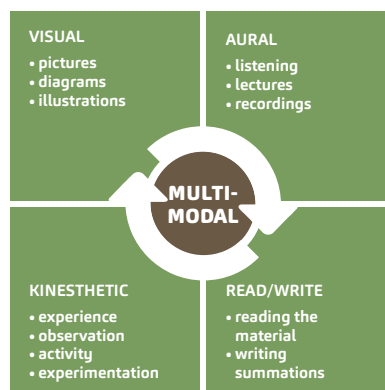 VISUAL
• pictures
• diagrams
• illustrations
AURAL
• listening
• lectures
• recordings
MULTI-
MODAL
KINESTHETIC
• experience
• observation
• activity
• experimentation
READ/WRITE
• reading the
material
• writing
summations